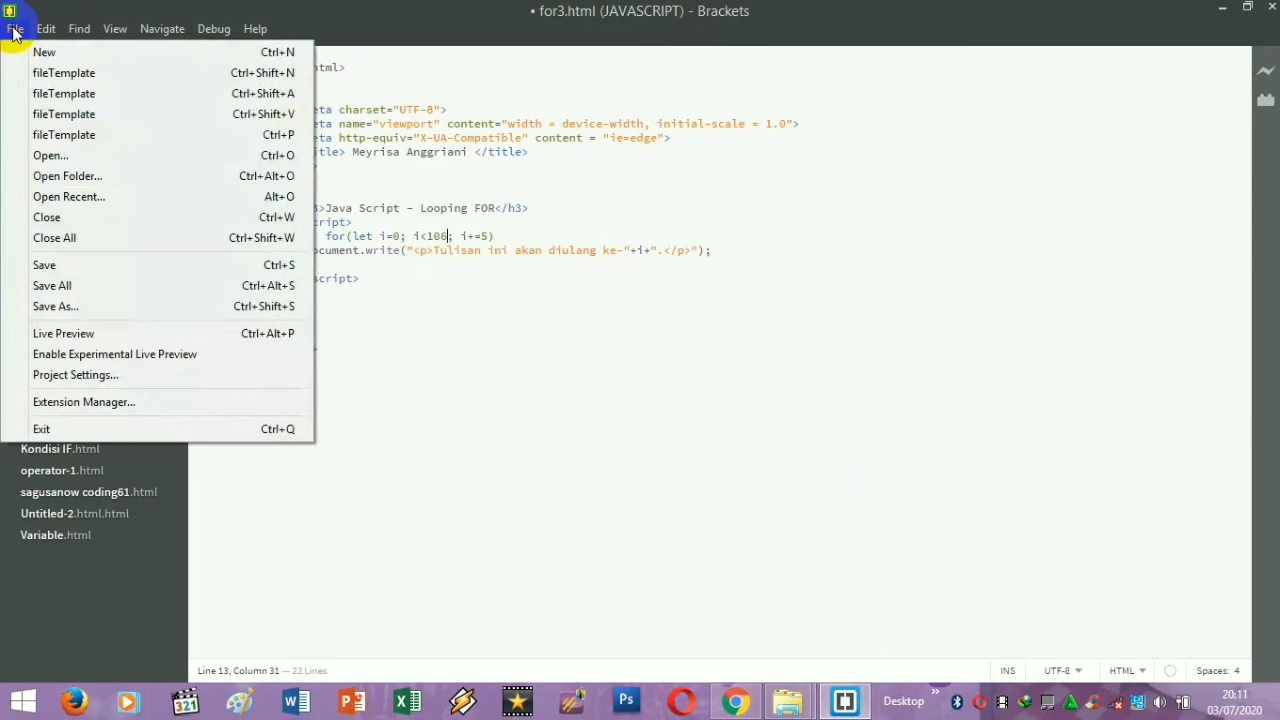 • for3.html (JAVASCRIPT) - Brackets
File Edit Find View Navigate Debug Help
New Ctrl+N
fileTemplate Ctrl+Shift+N
fileTemplate Ctrl+Shift+A
fileTemplate Ctrl+Shift+V
fileTemplate Ctrl+P
Open... Ctrl+O
Open Folder... Ctrl+Alt+O
Open Recent... Alt+O
Close Ctrl+W
Close All Ctrl+Shift+W
Save Ctrl+S
Save All Ctrl+Alt+S
Save As... Ctrl+Shift+S
Live Preview Ctrl+Alt+P
Enable Experimental Live Preview
Project Settings...
Extension Manager...
Exit Ctrl+Q
html>
eta charset="UTF-8">
eta name="viewport" content="width = device-width, initial-scale = 1.0">
eta http-equiv="X-UA-Compatible" content = "ie=edge">
itle> Meyrisa Anggriani </title>
>
3>Java Script - Looping FOR</h3>
cript>
for(let i=0; i<106; i+=5)
ocument.write("<p>Tulisan ini akan diulang ke-"+i+".</p>");
script>
>
Kondisi IF.html
operator-1.html
sagusanow coding61.html
Untitled-2.html.html
Variable.html
Line 13, Column 31 — 22 Lines
INS UTF-8 HTML Spaces: 4
321
Ps
Desktop
20:11
03/07/2020